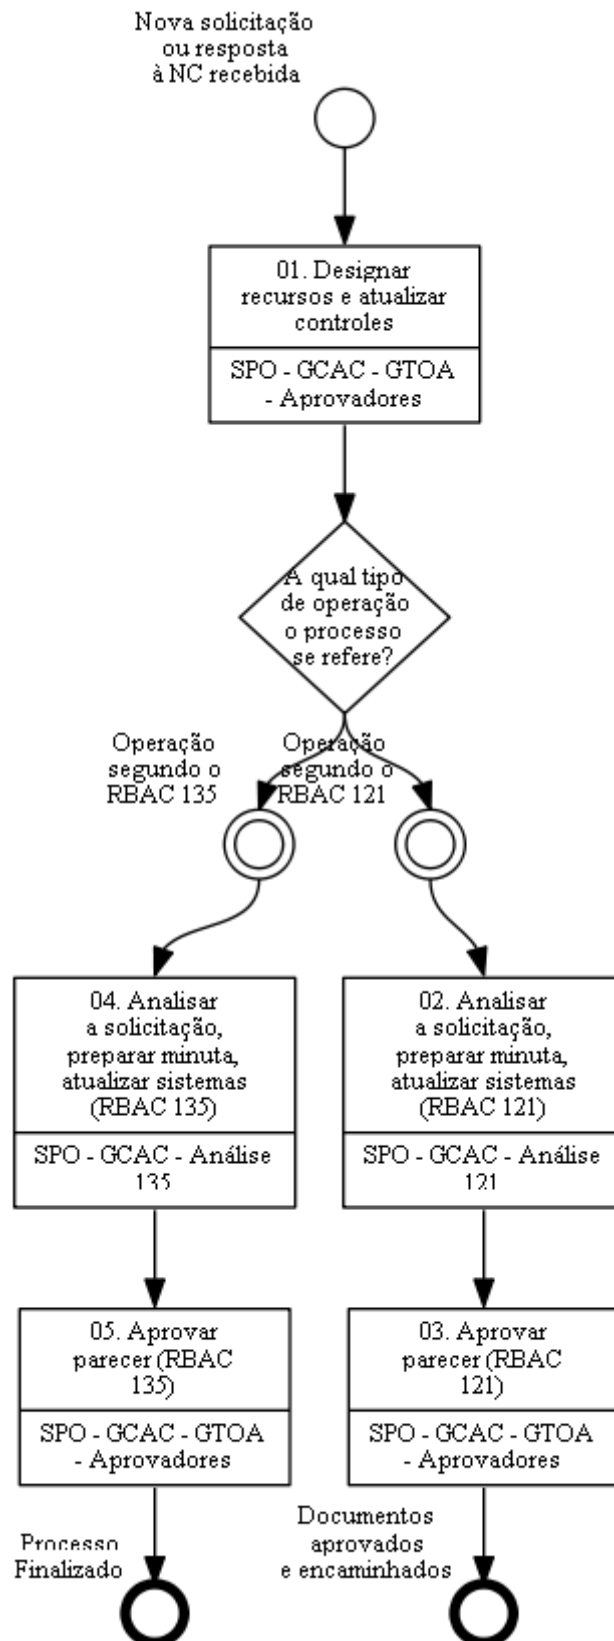 Nova solicitação
ou resposta
à NC recebida
01. Designar
recursos e atualizar
controles
SPO - GCAC - GTOA
- Aprovadores
A qual tipo
de operação
o processo
se refere?
Operação
segundo o
RBAC 135
Operação
segundo o
RBAC 121
04. Analisar
a solicitação,
preparar minuta,
atualizar sistemas
(RBAC 135)
SPO - GCAC - Análise
135
02. Analisar
a solicitação,
preparar minuta,
atualizar sistemas
(RBAC 121)
SPO - GCAC - Análise
121
05. Aprovar
parecer (RBAC
135)
SPO - GCAC - GTOA
- Aprovadores
03. Aprovar
parecer (RBAC
121)
SPO - GCAC - GTOA
- Aprovadores
Processo
Finalizado
Documentos
aprovados
e encaminhados